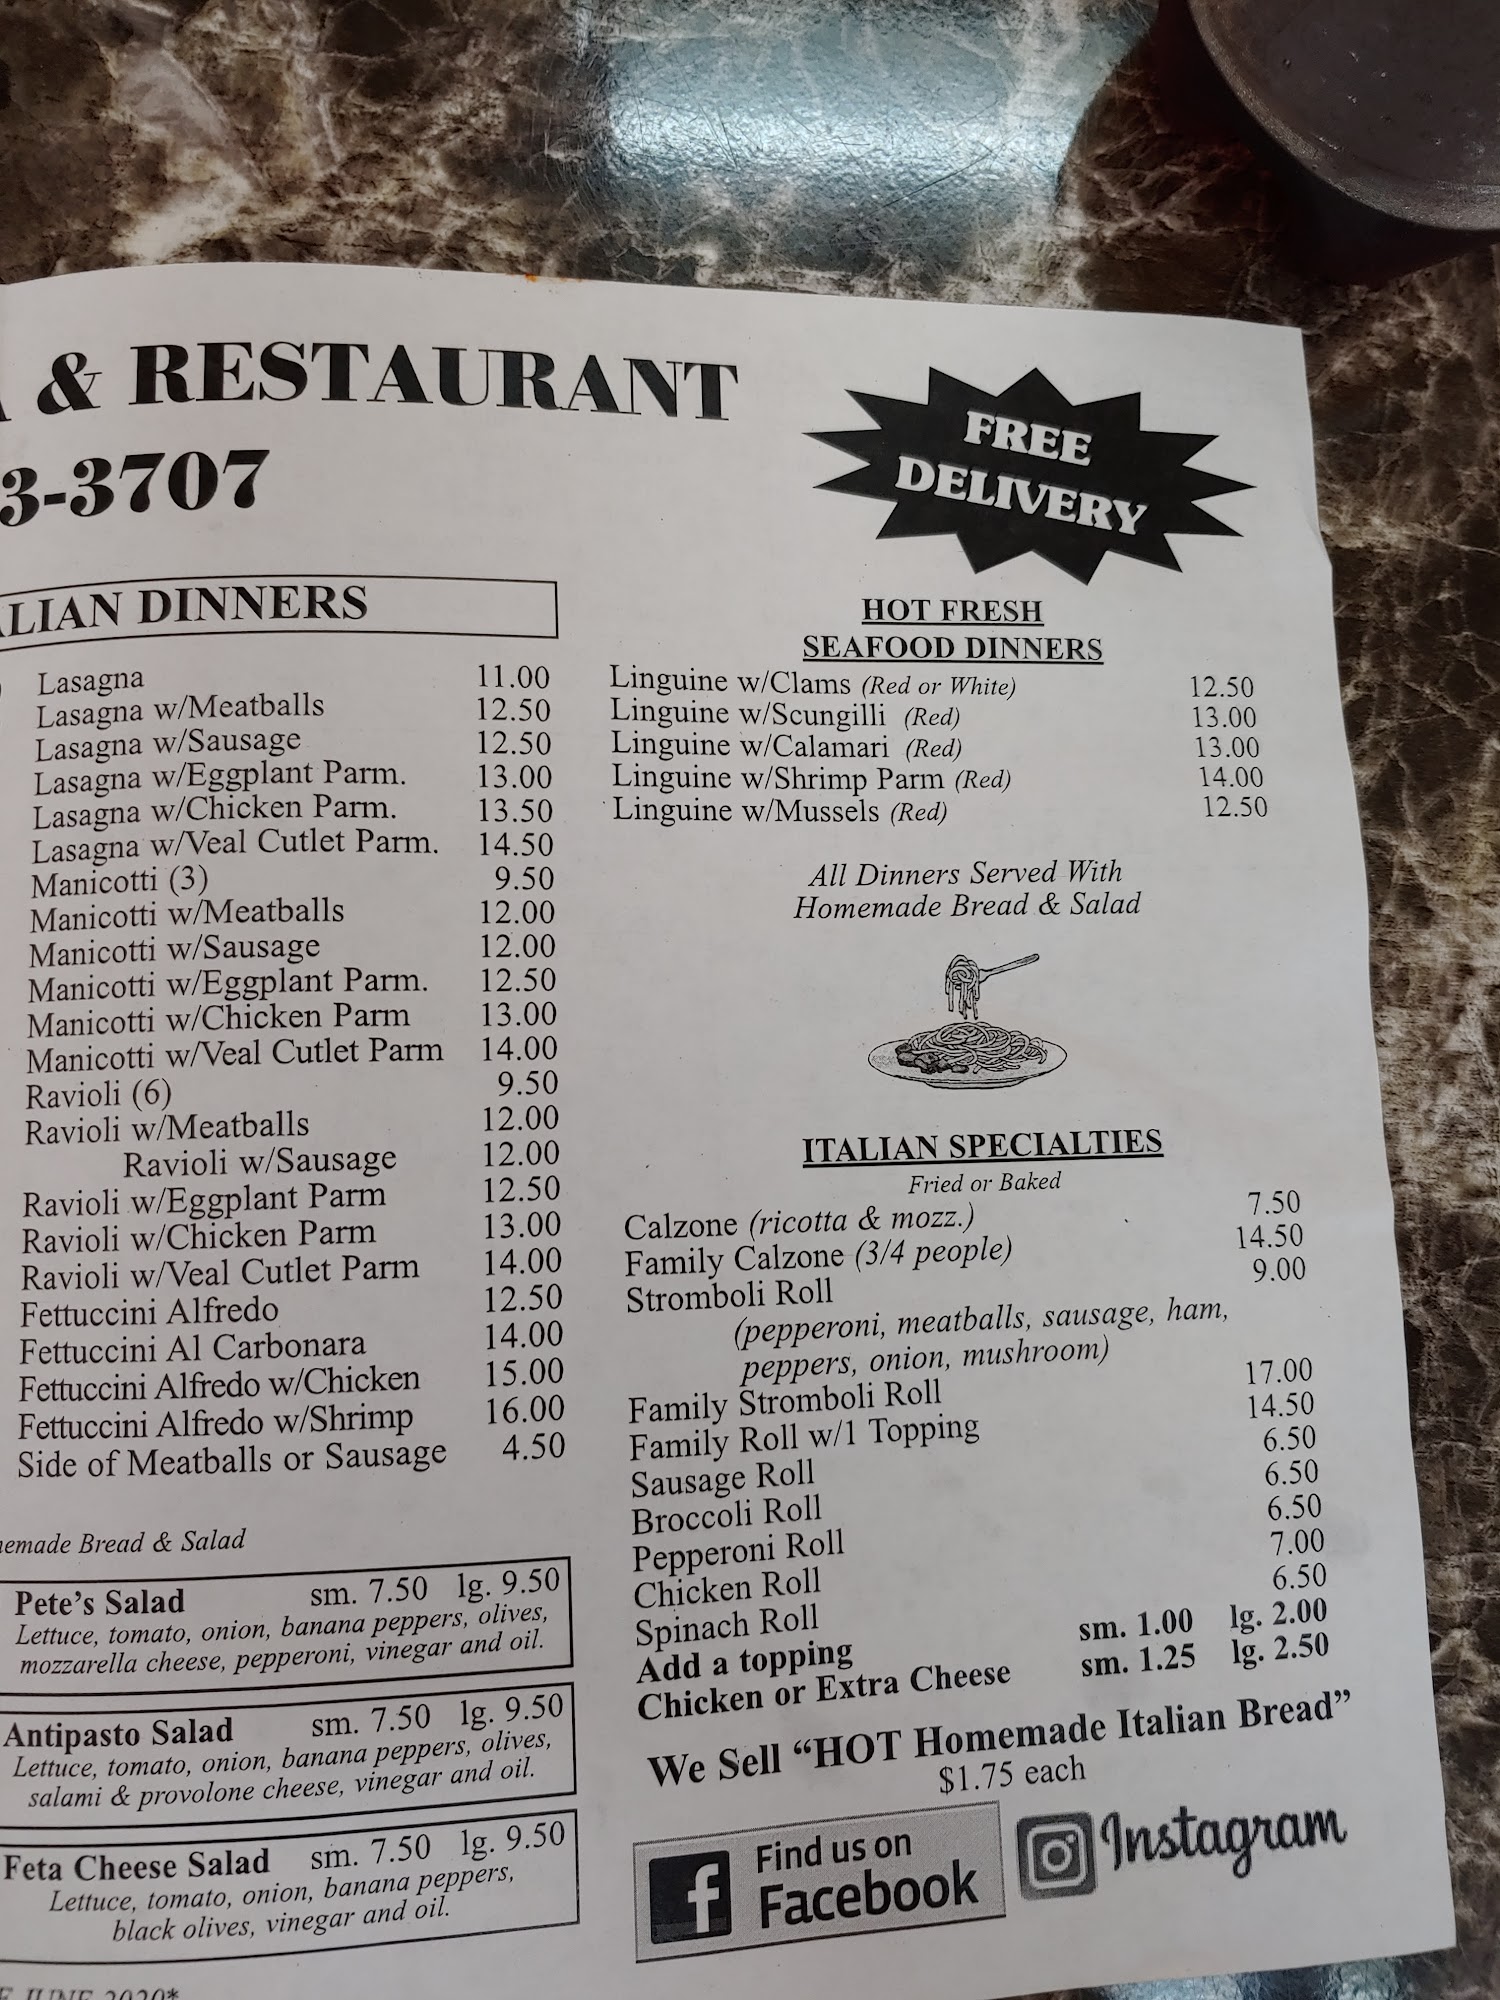 & RESTAURANT
3-3707
FREE
DELIVERY
LIAN DINNERS
Lasagna 11.00
Lasagna w/Meatballs 12.50
Lasagna w/Sausage 12.50
Lasagna w/Eggplant Parm. 13.00
Lasagna w/Chicken Parm. 13.50
Lasagna w/Veal Cutlet Parm. 14.50
Manicotti (3) 9.50
Manicotti w/Meatballs 12.00
Manicotti w/Sausage 12.00
Manicotti w/Eggplant Parm. 12.50
Manicotti w/Chicken Parm 13.00
Manicotti w/Veal Cutlet Parm 14.00
Ravioli (6) 9.50
Ravioli w/Meatballs 12.00
Ravioli w/Sausage 12.00
Ravioli w/Eggplant Parm 12.50
Ravioli w/Chicken Parm 13.00
Ravioli w/Veal Cutlet Parm 14.00
Fettuccini Alfredo 12.50
Fettuccini Al Carbonara 14.00
Fettuccini Alfredo w/Chicken 15.00
Fettuccini Alfredo w/Shrimp 16.00
Side of Meatballs or Sausage 4.50
emade Bread & Salad
Pete's Salad sm. 7.50 lg. 9.50
Lettuce, tomato, onion, banana peppers, olives,
mozzarella cheese, pepperoni, vinegar and oil.
Antipasto Salad sm. 7.50 lg. 9.50
Lettuce, tomato, onion, banana peppers, olives,
salami & provolone cheese, vinegar and oil.
Feta Cheese Salad sm. 7.50 lg. 9.50
Lettuce, tomato, onion, banana peppers,
black olives, vinegar and oil.
JUNE 2020*
HOT FRESH
SEAFOOD DINNERS
Linguine w/Clams (Red or White) 12.50
Linguine w/Scungilli (Red) 13.00
Linguine w/Calamari (Red) 13.00
Linguine w/Shrimp Parm (Red) 14.00
Linguine w/Mussels (Red) 12.50
All Dinners Served With
Homemade Bread & Salad
ITALIAN SPECIALTIES
Fried or Baked
Calzone (ricotta & mozz.) 7.50
Family Calzone (3/4 people) 14.50
Stromboli Roll 9.00
(pepperoni, meatballs, sausage, ham,
peppers, onion, mushroom)
Family Stromboli Roll 17.00
Family Roll w/1 Topping 14.50
Sausage Roll 6.50
Broccoli Roll 6.50
Pepperoni Roll 6.50
Chicken Roll 7.00
Spinach Roll 6.50
Add a topping sm. 1.00 lg. 2.00
Chicken or Extra Cheese sm. 1.25 lg. 2.50
We Sell "HOT Homemade Italian Bread"
$1.75 each
f Find us on
Facebook
Instagram